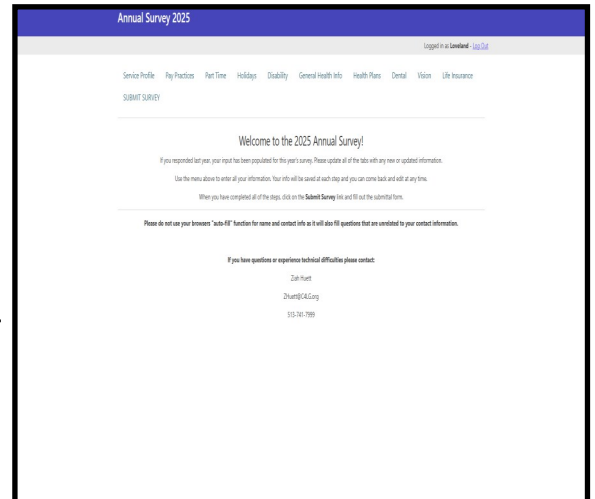 Annual Survey 2025
Logged in as Loveland - Log Out
Service Profile Pay Practices Part Time Holidays Disability General Health Info Health Plans Dental Vision Life Insurance
SUBMIT SURVEY
Welcome to the 2025 Annual Survey!
If you responded last year, your input has been populated for this year's survey. Please update all of the tabs with any new or updated information.
Use the menu above to enter all your information. Your info will be saved at each step and you can come back and edit at any time.
When you have completed all of the steps, click on the Submit Survey link and fill out the submittal form.
Please do not use your browsers "auto-fill" function for name and contact info as it will also fill questions that are unrelated to your contact information.
If you have questions or experience technical difficulties please contact:
Ziah Huett
ZHuett@C4LG.org
513-741-7999